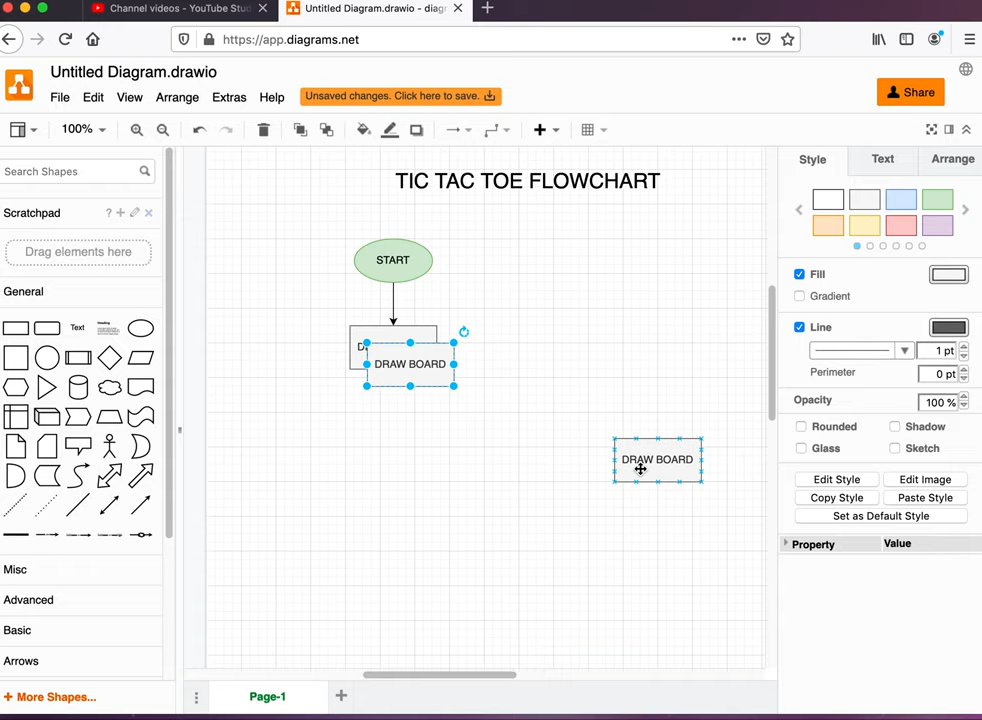 Channel videos - YouTube Stud
Untitled Diagram.drawio - diag
https://app.diagrams.net
Untitled Diagram.drawio
File Edit View Arrange Extras Help Unsaved changes. Click here to save. Share
100%
Search Shapes
Scratchpad
Drag elements here
General
Text
Heading
Misc
Advanced
Basic
Arrows
+ More Shapes...
TIC TAC TOE FLOWCHART
START
D
DRAW BOARD
DRAW BOARD
Page-1
Style Text Arrange
Fill
Gradient
Line
1 pt
Perimeter 0 pt
Opacity 100 %
Rounded Shadow
Glass Sketch
Edit Style Edit Image
Copy Style Paste Style
Set as Default Style
Property Value